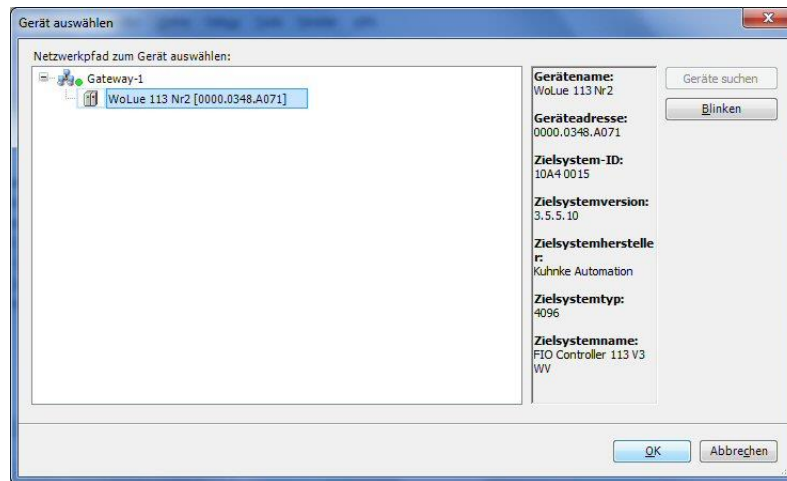 Gerät auswählen
Netzwerkpfad zum Gerät auswählen:
Gateway-1
WoLue 113 Nr2 [0000.0348.A071]
Gerätename:
WoLue 113 Nr2
Geräteadresse:
0000.0348.A071
Zielsystem-ID:
10A4 0015
Zielsystemversion:
3.5.5.10
Zielsystemherstelle
r:
Kuhnke Automation
Zielsystemtyp:
4096
Zielsystemname:
FIO Controller 113 V3
WV
Geräte suchen
Blinken
OK
Abbrechen